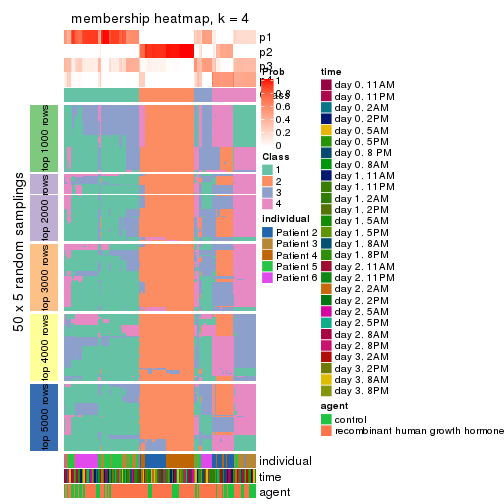 membership heatmap, k = 4
p1
p2
p3
Prob
1
0.8
0.6
0.4
0.2
0
Class
1
2
3
4
individual
Patient 2
Patient 3
Patient 4
Patient 5
Patient 6
time
day 0. 11AM
day 0. 11PM
day 0. 2AM
day 0. 2PM
day 0. 5AM
day 0. 5PM
day 0. 8 PM
day 0. 8AM
day 1. 11AM
day 1. 11PM
day 1. 2AM
day 1. 2PM
day 1. 5AM
day 1. 5PM
day 1. 8AM
day 1. 8PM
day 2. 11AM
day 2. 11PM
day 2. 2AM
day 2. 2PM
day 2. 5AM
day 2. 5PM
day 2. 8AM
day 2. 8PM
day 3. 2AM
day 3. 2PM
day 3. 8AM
day 3. 8PM
agent
control
recombinant human growth hormone
50 x 5 random samplings
top 1000 rows
rows
top 2000 rows
top 3000 rows
top 4000 rows
top 5000 rows
individual
time
agent